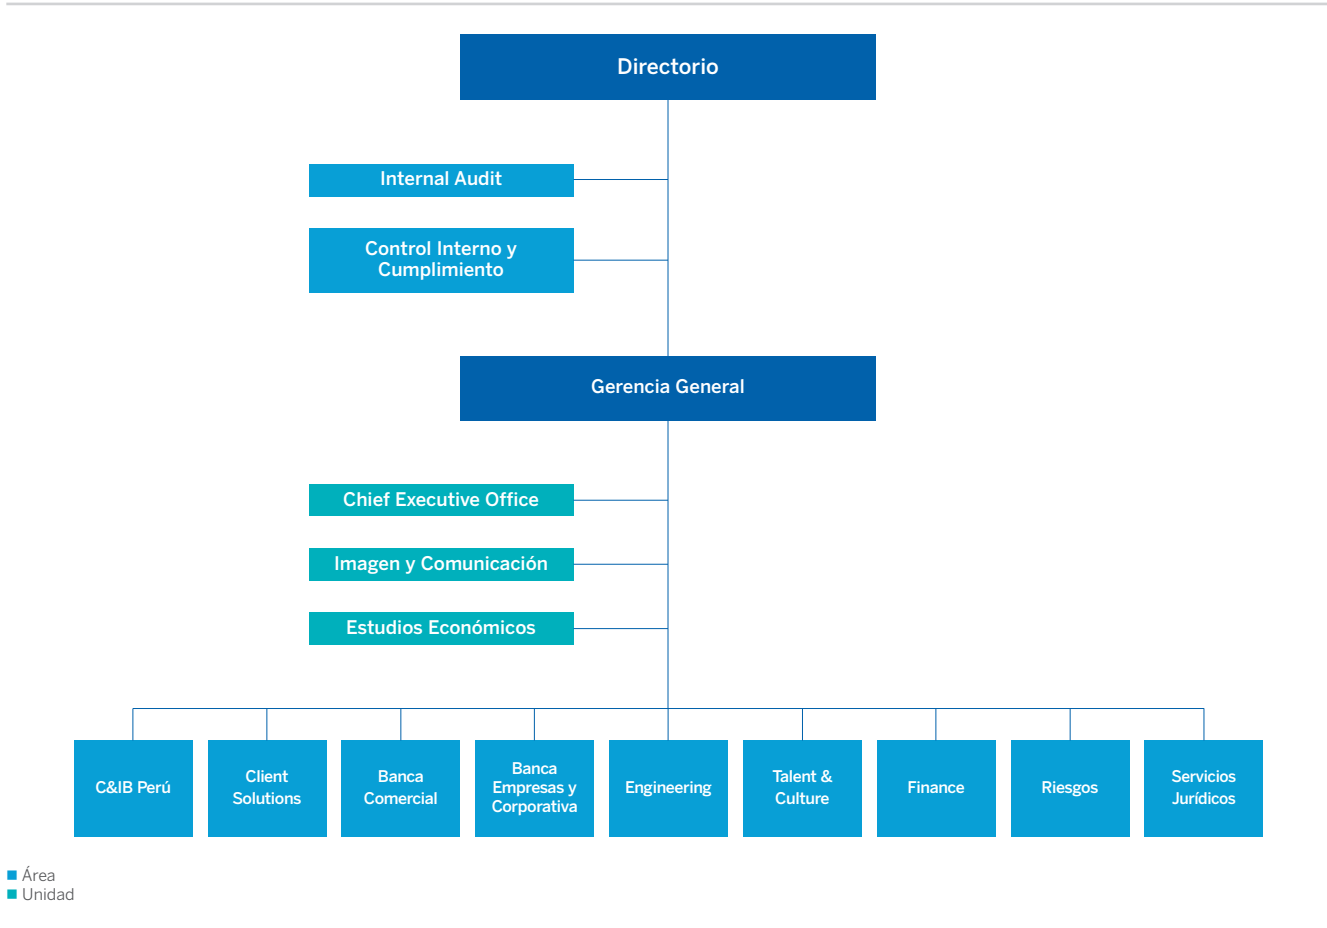 Directorio
Internal Audit
Control Interno y
Cumplimiento
Gerencia General
Chief Executive Office
Imagen y Comunicación
Estudios Económicos
C&IB Perú
Client
Solutions
Banca
Comercial
Banca
Empresas y
Corporativa
Engineering
Talent &
Culture
Finance
Riesgos
Servicios
Jurídicos
Área
Unidad